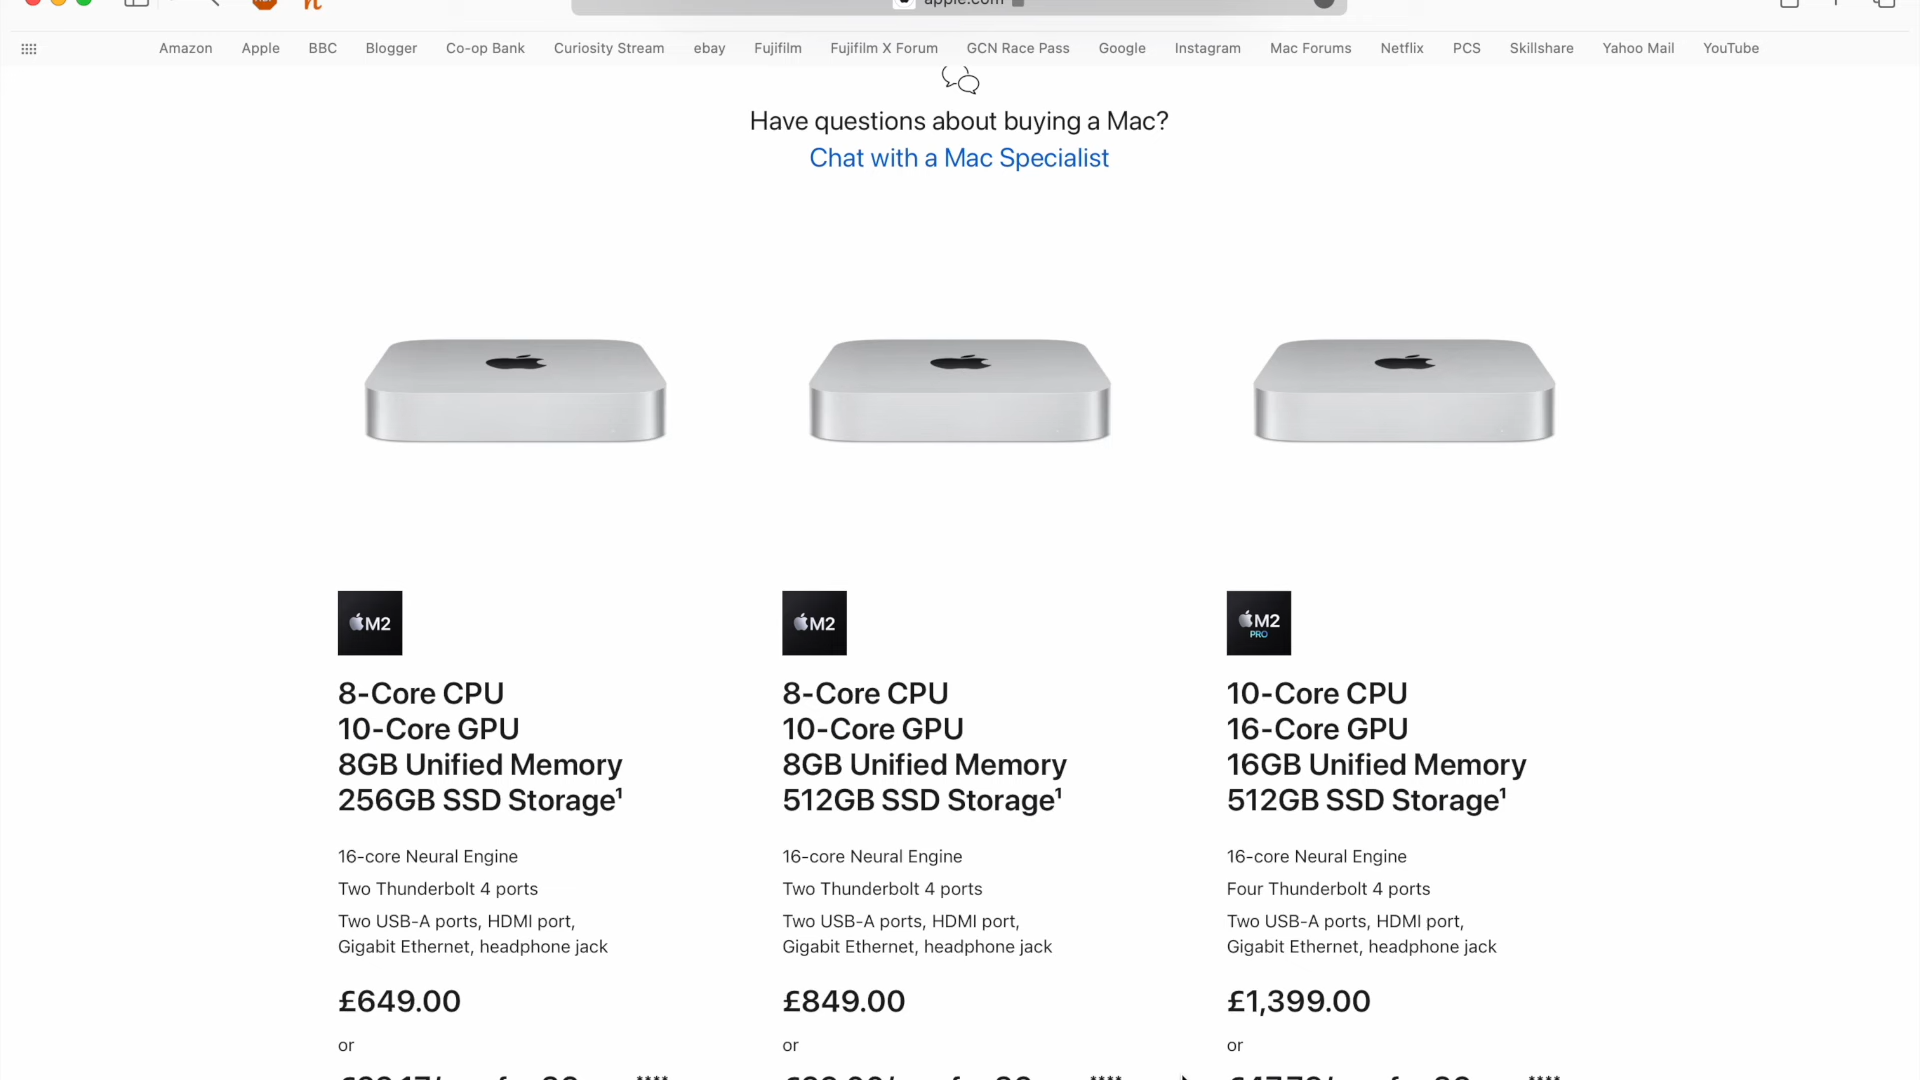 apple.com
Amazon Apple BBC Blogger Co-op Bank Curiosity Stream ebay Fujifilm Fujifilm X Forum GCN Race Pass Google Instagram Mac Forums Netflix PCS Skillshare Yahoo Mail YouTube
Have questions about buying a Mac?
Chat with a Mac Specialist
M2
8-Core CPU
10-Core GPU
8GB Unified Memory
256GB SSD Storage¹
16-core Neural Engine
Two Thunderbolt 4 ports
Two USB-A ports, HDMI port,
Gigabit Ethernet, headphone jack
£649.00
or
M2
8-Core CPU
10-Core GPU
8GB Unified Memory
512GB SSD Storage¹
16-core Neural Engine
Two Thunderbolt 4 ports
Two USB-A ports, HDMI port,
Gigabit Ethernet, headphone jack
£849.00
or
M2
PRO
10-Core CPU
16-Core GPU
16GB Unified Memory
512GB SSD Storage¹
16-core Neural Engine
Four Thunderbolt 4 ports
Two USB-A ports, HDMI port,
Gigabit Ethernet, headphone jack
£1,399.00
or